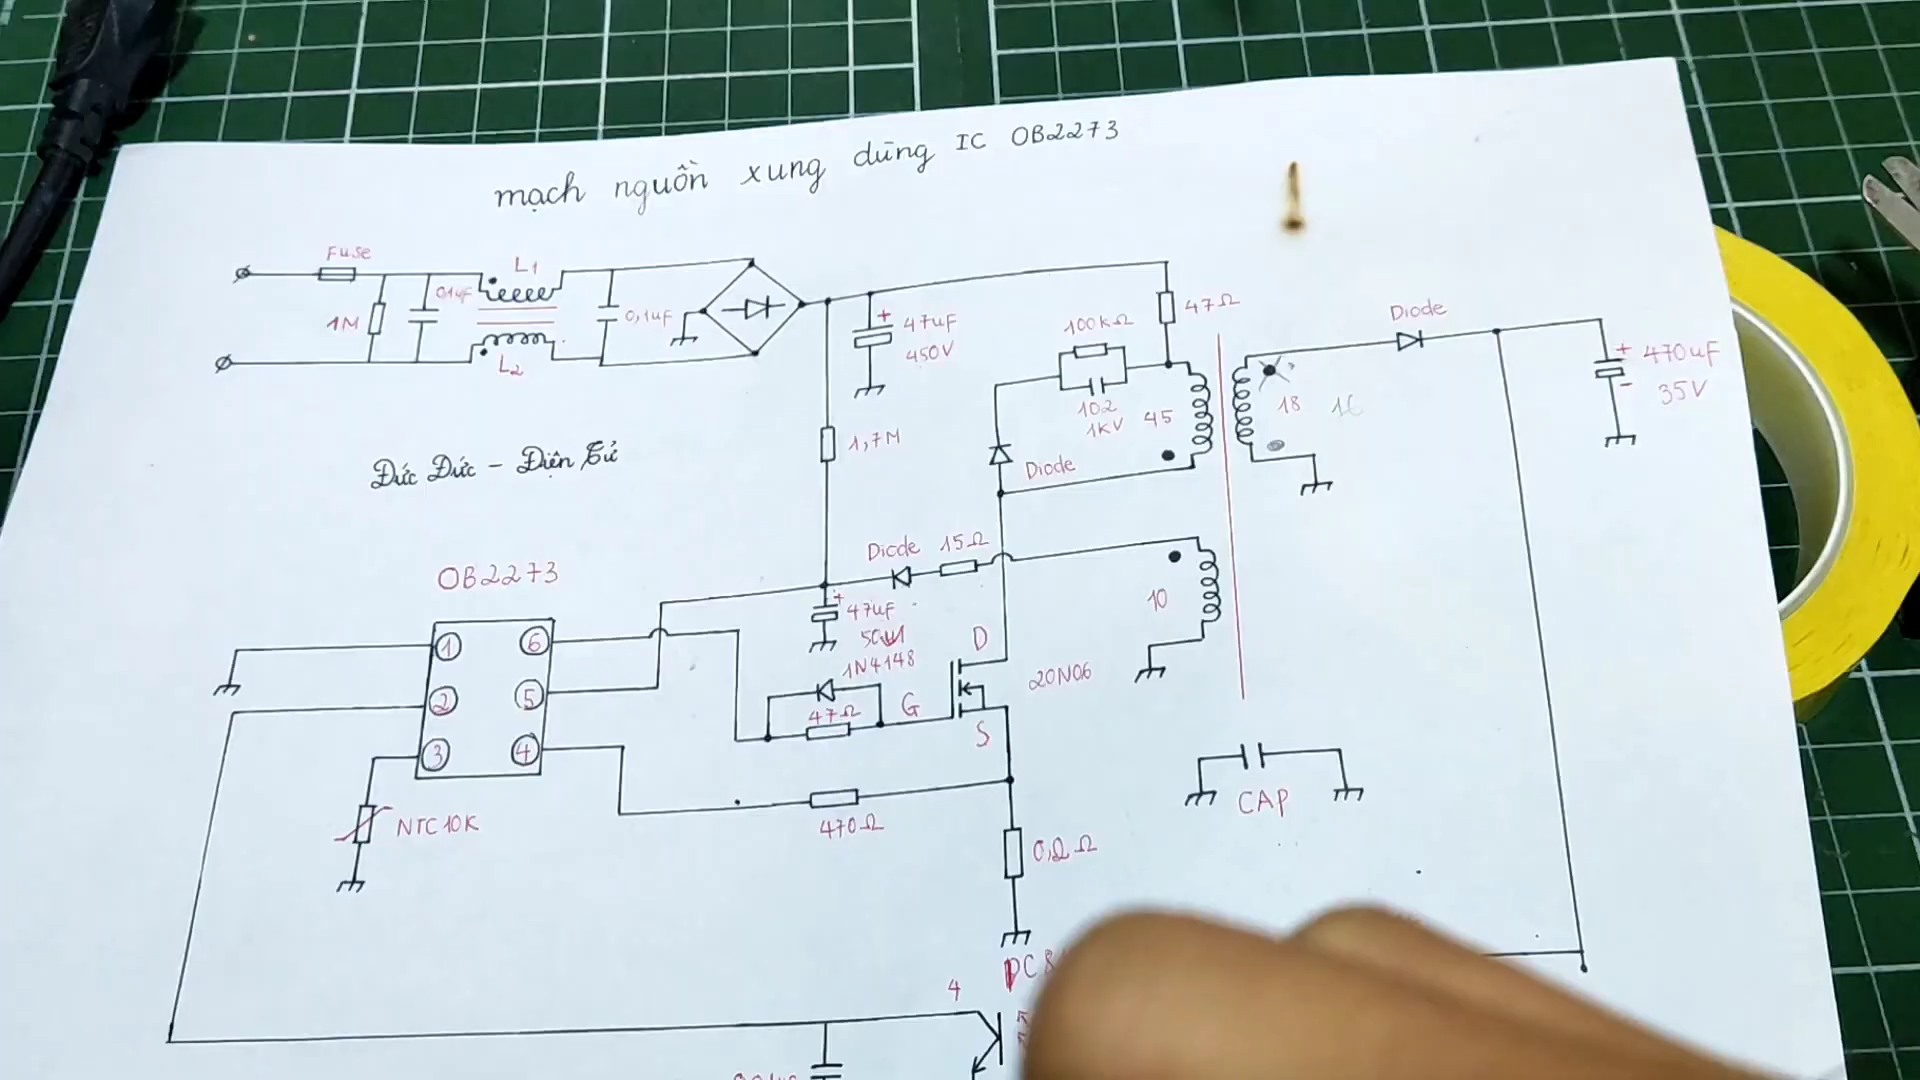 mạch nguồn xung dùng IC OB2273
Fuse
L1
1M
0,1uF
L2
0,1uF
+
47uF
450V
47Ω
100kΩ
102
1KV
45
18
Diode
+
470uF
-
35V
1,7M
Diode
Đức Đức - Điện Tử
Diode
15Ω
10
OB2273
+
47uF
1N4148
47Ω
G
D
S
20N06
1
2
3
6
5
4
NTC 10K
470Ω
0,2Ω
CAP
4